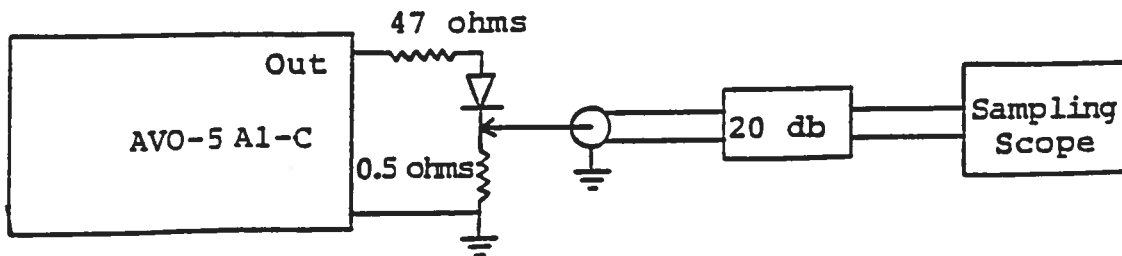 47 ohms
Out
AVO-5 A1-C
0.5 ohms
20 db
Sampling
Scope